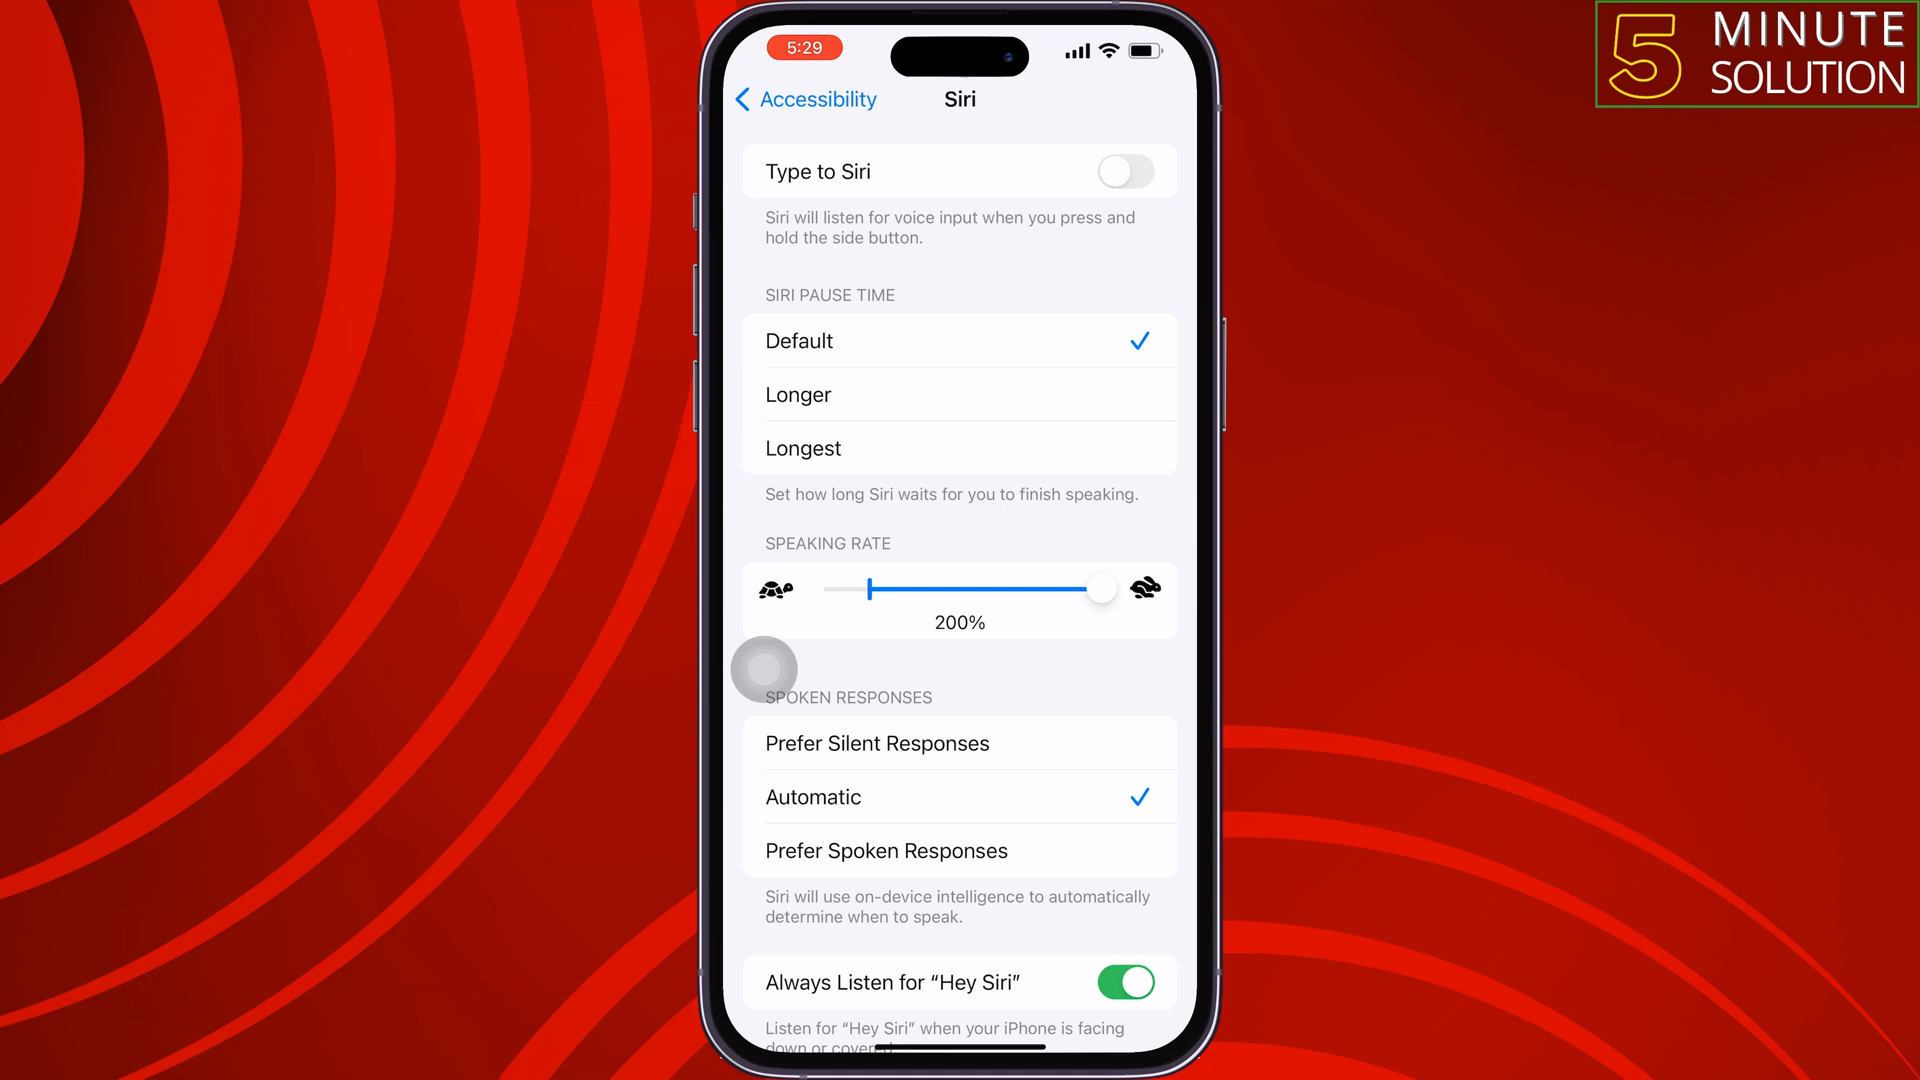 5:29
5 MINUTE
SOLUTION
Accessibility
Siri
Type to Siri
Siri will listen for voice input when you press and
hold the side button.
SIRI PAUSE TIME
Default
Longer
Longest
Set how long Siri waits for you to finish speaking.
SPEAKING RATE
200%
SPOKEN RESPONSES
Prefer Silent Responses
Automatic
Prefer Spoken Responses
Siri will use on-device intelligence to automatically
determine when to speak.
Always Listen for “Hey Siri”
Listen for “Hey Siri” when your iPhone is facing
down or covered.